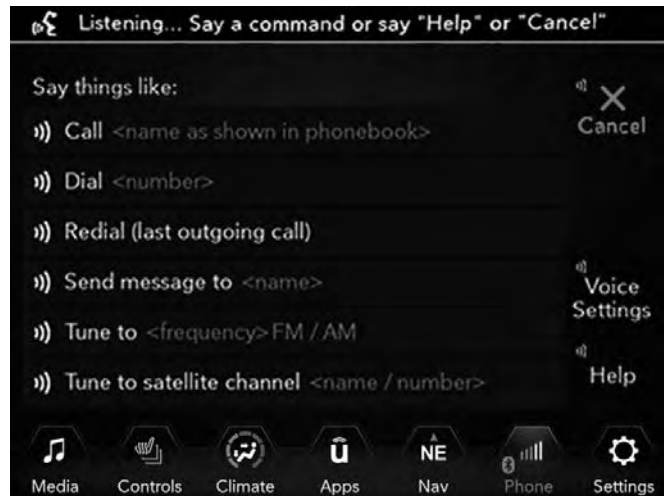 Listening... Say a command or say "Help" or "Cancel"
Say things like:
Call <name as shown in phonebook>
Dial <number>
Redial (last outgoing call)
Send message to <name>
Tune to <frequency> FM / AM
Tune to satellite channel <name / number>
Cancel
Voice
Settings
Help
û
NE
Media Controls Climate Apps Nav Phone Settings